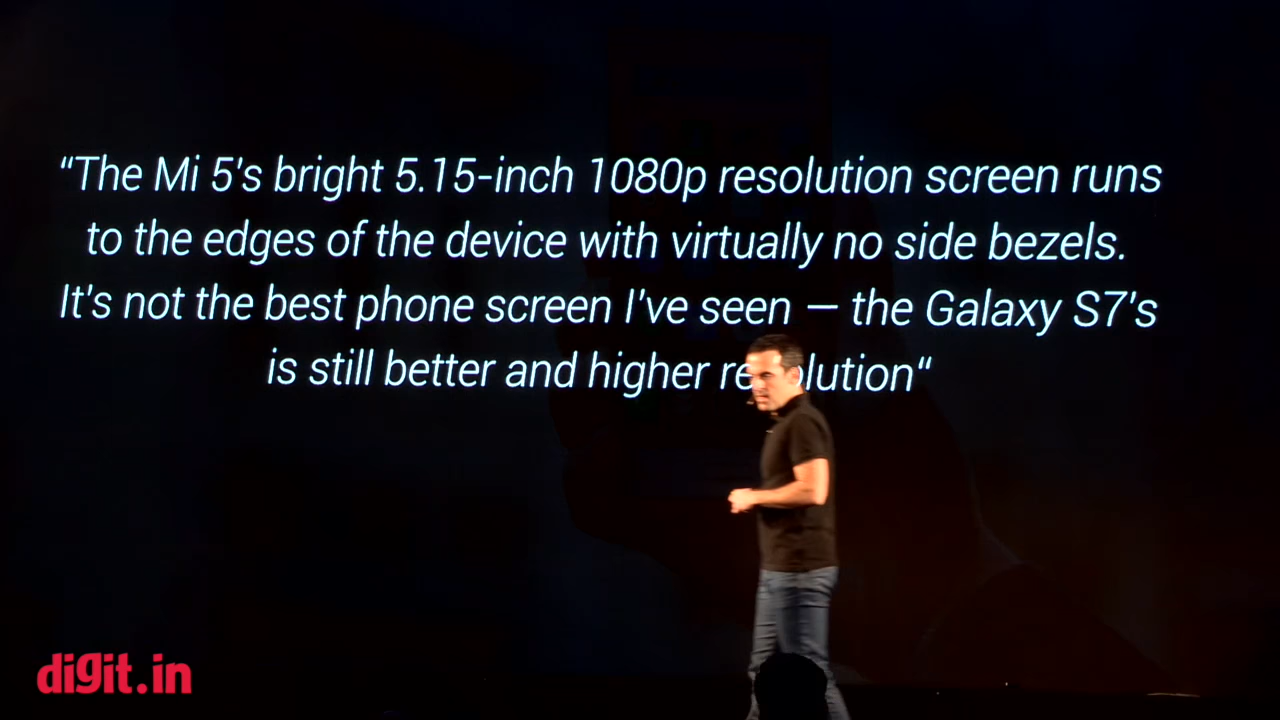 “The Mi 5's bright 5.15-inch 1080p resolution screen runs
to the edges of the device with virtually no side bezels.
It's not the best phone screen I've seen — the Galaxy S7's
is still better and higher
digit.in